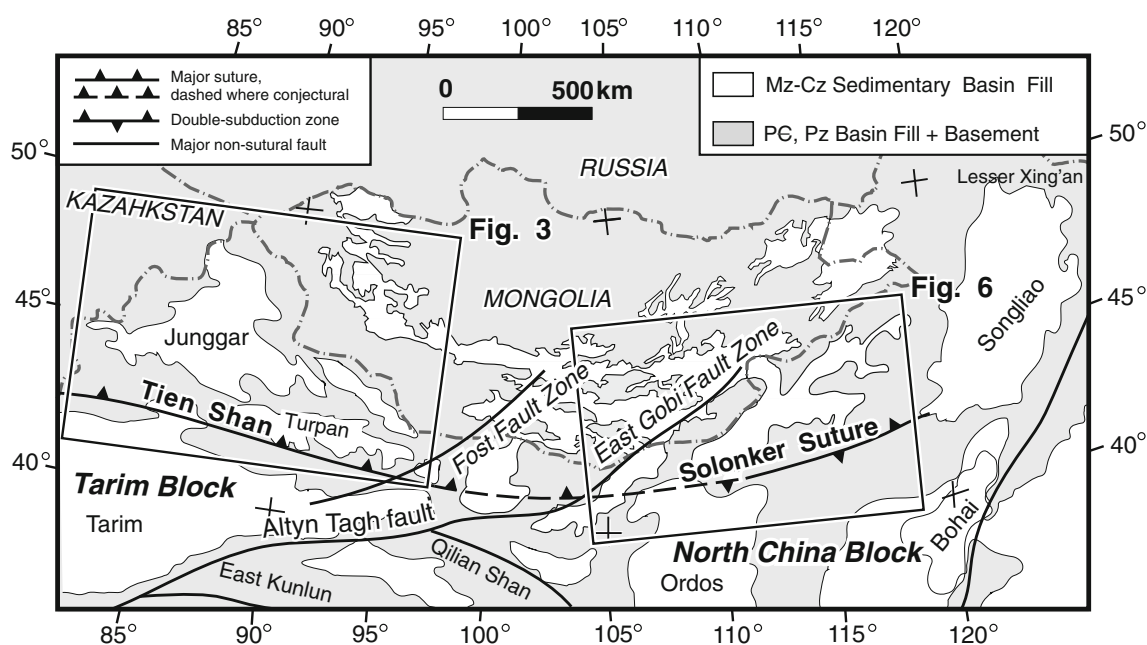 85° 90° 95° 100° 105° 110° 115° 120°
Major suture,
dashed where conjectural
Double-subduction zone
Major non-sutural fault
0 500km
Mz-Cz Sedimentary Basin Fill
PЄ, Pz Basin Fill + Basement
50°
50°
RUSSIA
Lesser Xing'an
KAZAHKSTAN
Fig. 3
MONGOLIA
Fig. 6
45°
45°
Junggar
Songliao
Tien Shan
Turpan
Fost Fault Zone
East Gobi Fault Zone
Solonker Suture
40°
40°
Tarim Block
Tarim
Altyn Tagh fault
Qilian Shan
East Kunlun
North China Block
Ordos
Bohai
85° 90° 95° 100° 105° 110° 115° 120°